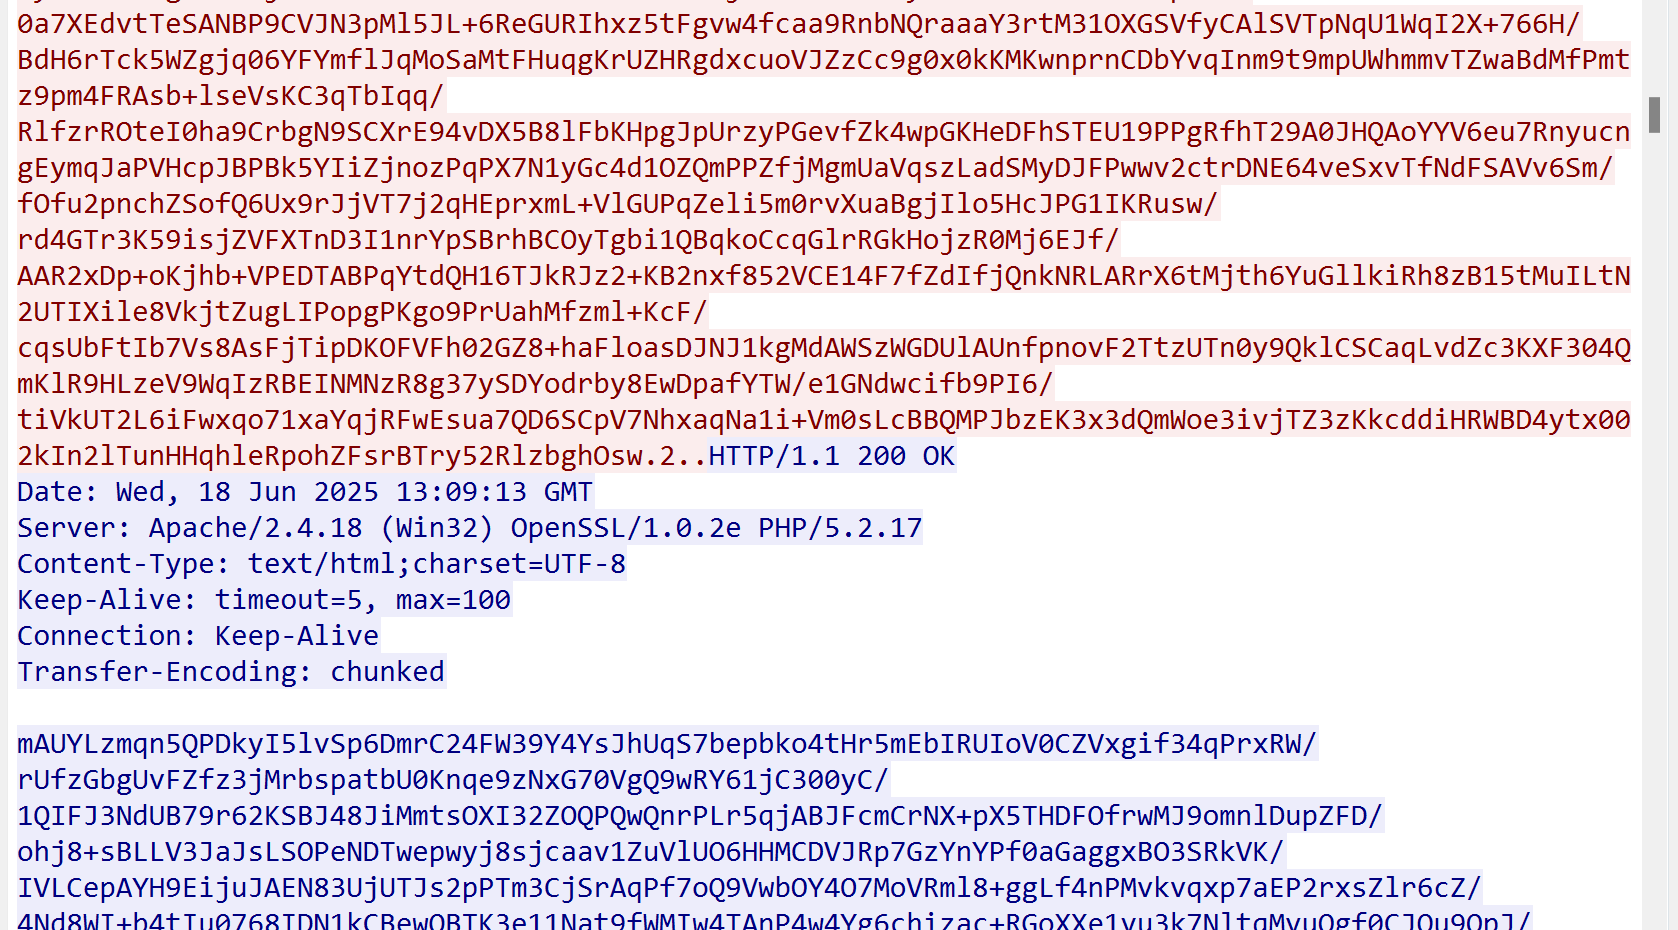 0a7XEdvtTeSANBP9CVJN3pMl5JL+6ReGURIhxz5tFgvw4fcaa9RnbNQraaaY3rtM31OXGSVfyCAlSVTpNqU1WqI2X+766H/
BdH6rTck5WZgjq06YFYmflJqMoSaMtFHuqgKrUZHRgdxcuoVJZzCc9g0x0kKMKwnprnCDbYvqInm9t9mpUWhmmvTZwaBdMfPmt
z9pm4FRAsb+lseVsKC3qTbIqq/
RlfzrROteI0ha9CrbgN9SCXrE94vDX5B8lFbKHpgJpUrzyPGevfZk4wpGKHeDFhSTEU19PPgRfhT29A0JHQAoYYV6eu7Rnyucn
gEymqJaPVHcpJBPBk5YIiZjnozPqPX7N1yGc4d1OZQmPPZfjMgmUaVqszLadSMyDJFPwwv2ctrDNE64veSxvTfNdFSAVv6Sm/
fOfu2pnchZSofQ6Ux9rJjVT7j2qHEprxmL+VlGUPqZeli5m0rvXuaBgjIlo5HcJPG1IKRusw/
rd4GTr3K59isjZVFXTnD3I1nrYpSBrhBCOyTgbi1QBqkoCcqGlrRGkHojzR0Mj6EJf/
AAR2xDp+oKjhb+VPEDTABPqYtdQH16TJkRJz2+KB2nxf852VCE14F7fZdIfjQnkNRLARrX6tMjth6YuGllkiRh8zB15tMuILtN
2UTIXile8VkjtZugLIPopgPKgo9PrUahMfzml+KcF/
cqsUbFtIb7Vs8AsFjTipDKOFVFh02GZ8+haFloasDJNJ1kgMdAWSzWGDUlAUnfpnovF2TtzUTn0y9QklCSCaqLvdZc3KXF304Q
mKlR9HLzeV9WqIzRBEINMNzR8g37ySDYodrby8EwDpafYTW/e1GNdwcifb9PI6/
tiVkUT2L6iFwxqo71xaYqjRFwEsua7QD6SCpV7NhxaqNa1i+Vm0sLcBBQMPJbzEK3x3dQmWoe3ivjTZ3zKkcddiHRWBD4ytx00
2kIn2lTunHHqhleRpohZFsrBTry52RlzbghOsw.2..HTTP/1.1 200 OK
Date: Wed, 18 Jun 2025 13:09:13 GMT
Server: Apache/2.4.18 (Win32) OpenSSL/1.0.2e PHP/5.2.17
Content-Type: text/html;charset=UTF-8
Keep-Alive: timeout=5, max=100
Connection: Keep-Alive
Transfer-Encoding: chunked
mAUYLzmqn5QPDkyI5lvSp6DmrC24FW39Y4YsJhUqS7bepbko4tHr5mEbIRUIoV0CZVxgif34qPrxRW/
rUfzGbgUvFZfz3jMrbspatbU0Knqe9zNxG70VgQ9wRY61jC300yC/
1QIFJ3NdUB79r62KSBJ48JiMmtsOXI32ZOQPQwQnrPLr5qjABJFcmCrNX+pX5THDFOfrwMJ9omnlDupZFD/
ohj8+sBLLV3JaJsLSOPeNDTwepwyj8sjcaav1ZuVlUO6HHMCDVJRp7GzYnYPf0aGaggxBO3SRkVK/
IVLCepAYH9EijuJAEN83UjUTJs2pPTm3CjSrAqPf7oQ9VwbOY4O7MoVRml8+ggLf4nPMvkvqxp7aEP2rxsZlr6cZ/